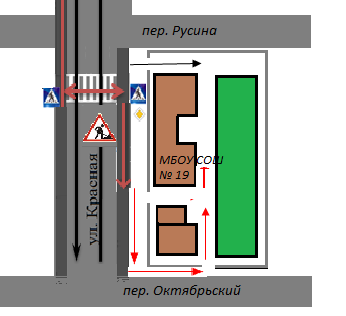 пер. Русина
МБОУ СОШ
№ 19
ул. Красная
пер. Октябрьский